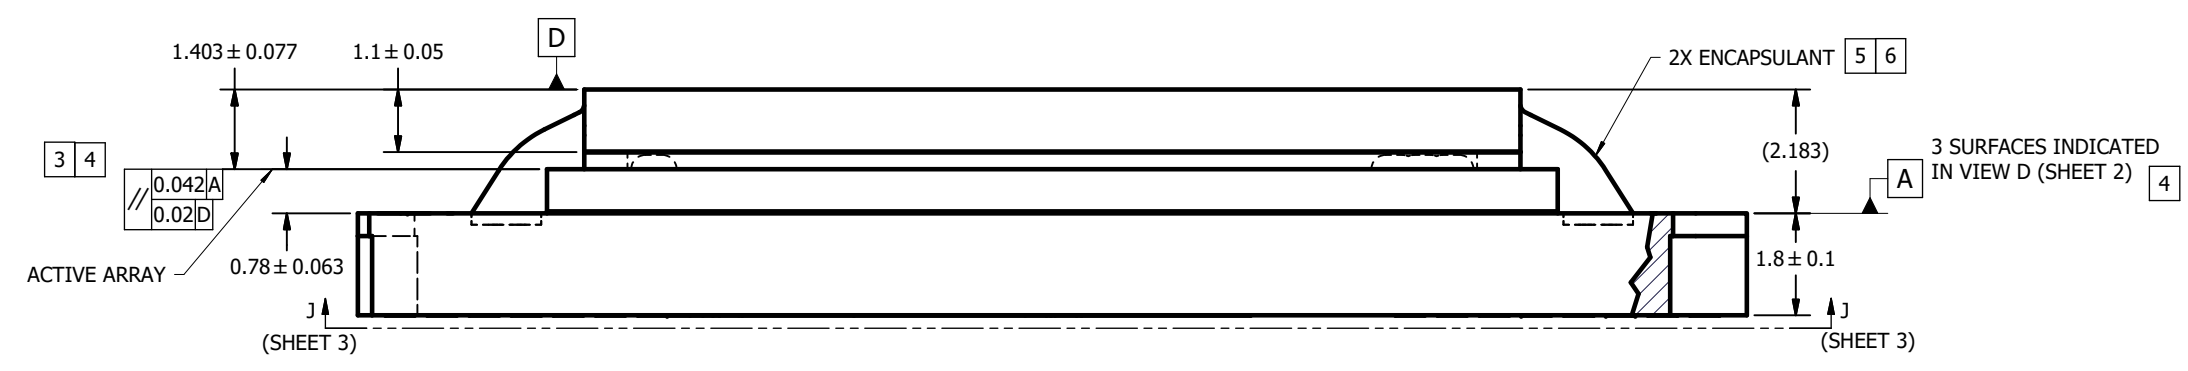 D
1.403 ± 0.077
1.1 ± 0.05
2X ENCAPSULANT 5 6
(2.183)
3 SURFACES INDICATED
IN VIEW D (SHEET 2) 4
A
3 4
// 0.042 A
0.02 D
ACTIVE ARRAY
0.78 ± 0.063
1.8 ± 0.1
J
(SHEET 3)
J
(SHEET 3)